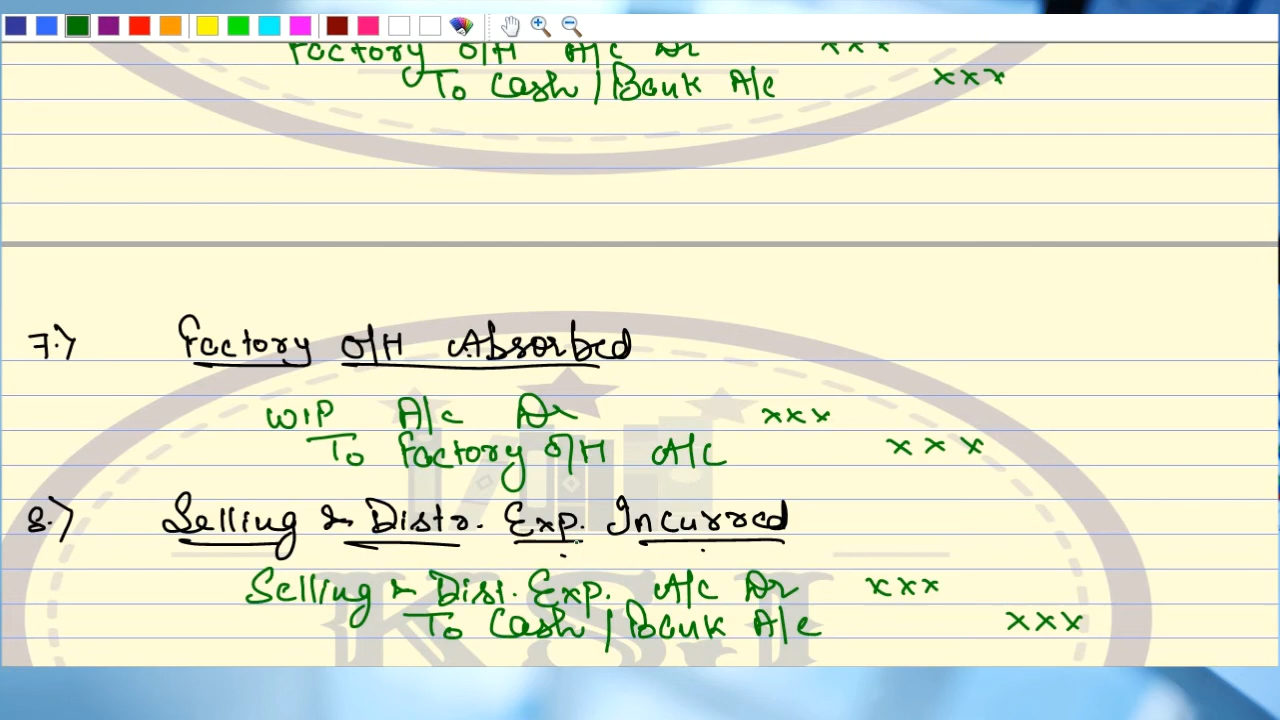 Factory O/H A/c Dr xxx
To Cash / Bank A/c xxx
7.) Factory O/H Absorbed
WIP A/c Dr xxx
To Factory O/H A/c xxx
8.) Selling & Distr. Exp. Incurred
Selling & Dist. Exp. A/c Dr xxx
To Cash / Bank A/c xxx